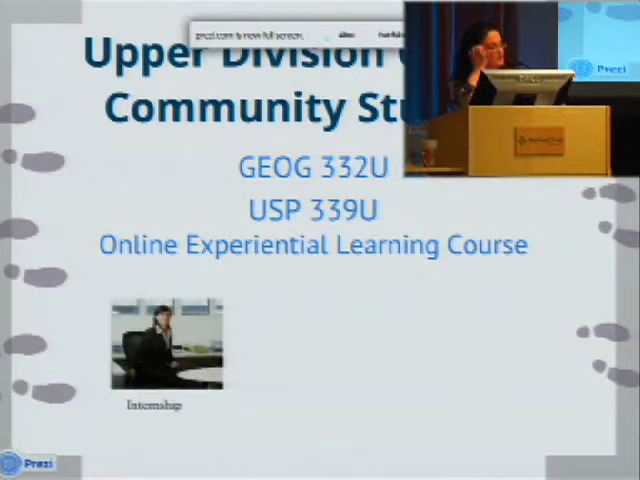 prezi.com is now full screen.
Upper Division
Community
GEOG 332U
USP 339U
Online Experiential Learning Course
Internship
Prezi
Prezi